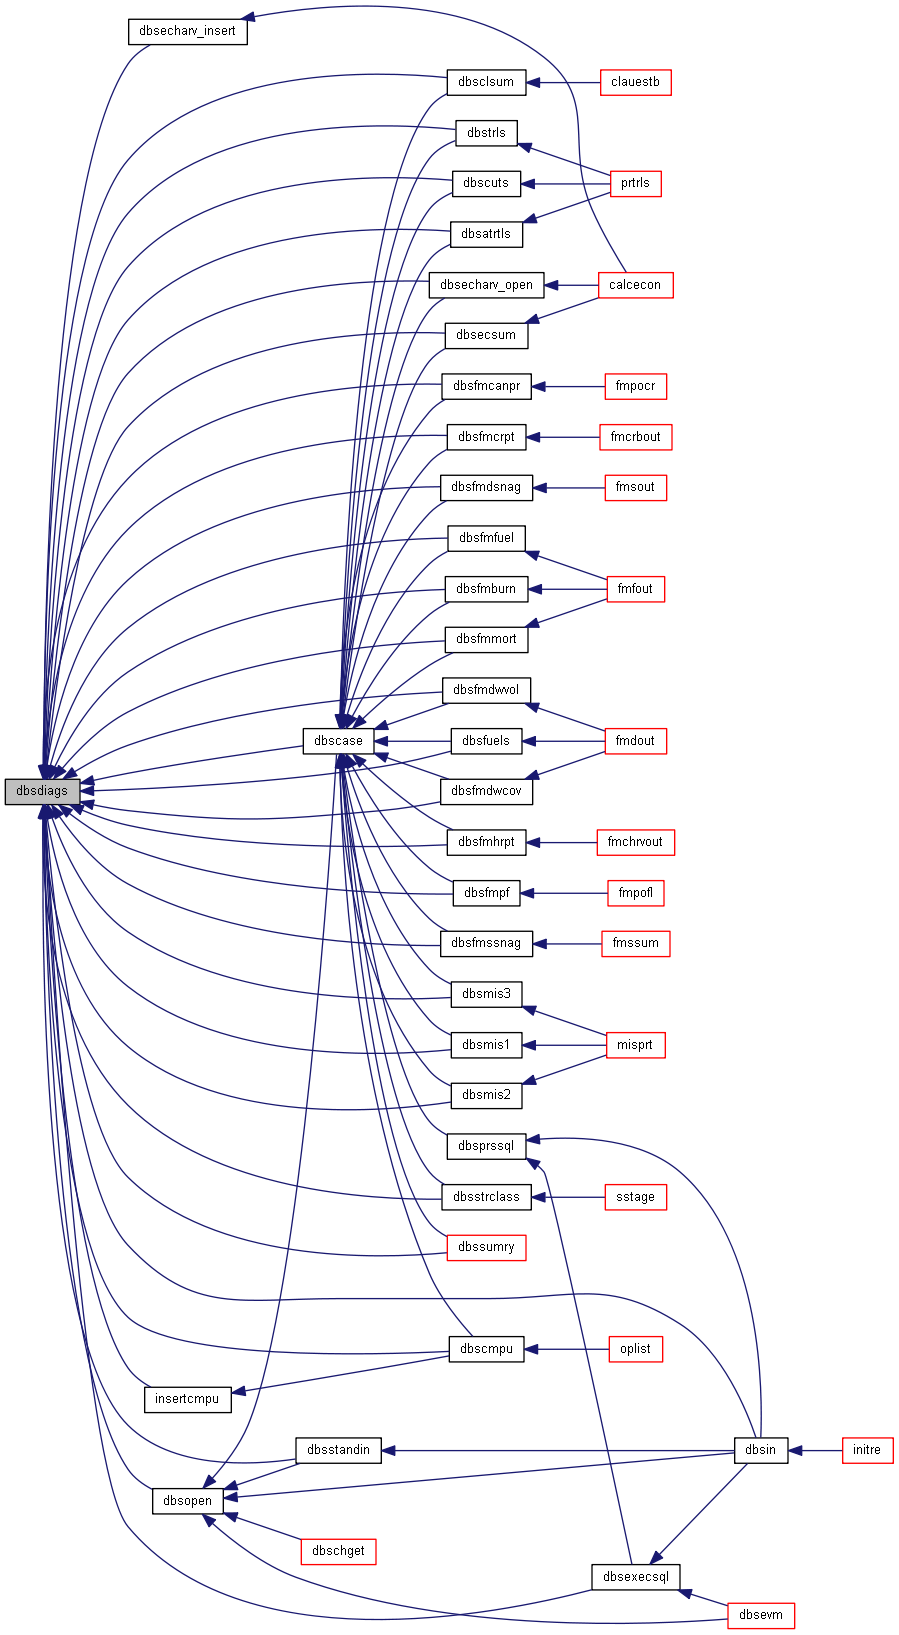 dbsecharv_insert
dbsclsum
clauestb
dbstrls
dbscuts
prtrls
dbsatrtls
dbsecharv_open
calcecon
dbsecsum
dbsfmcanpr
fmpocr
dbsfmcrpt
fmcrbout
dbsfmdsnag
fmsout
dbsfmfuel
dbsfmburn
fmfout
dbsfmmort
dbsfmdwvol
dbscase
dbsfuels
fmdout
dbsdiags
dbsfmdwcov
dbsfmhrpt
fmchrvout
dbsfmpf
fmpofl
dbsfmssnag
fmssum
dbsmis3
dbsmis1
misprt
dbsmis2
dbsprssql
dbsstrclass
sstage
dbssumry
dbscmpu
oplist
insertcmpu
dbsstandin
dbsin
initre
dbsopen
dbschget
dbsexecsql
dbsevm